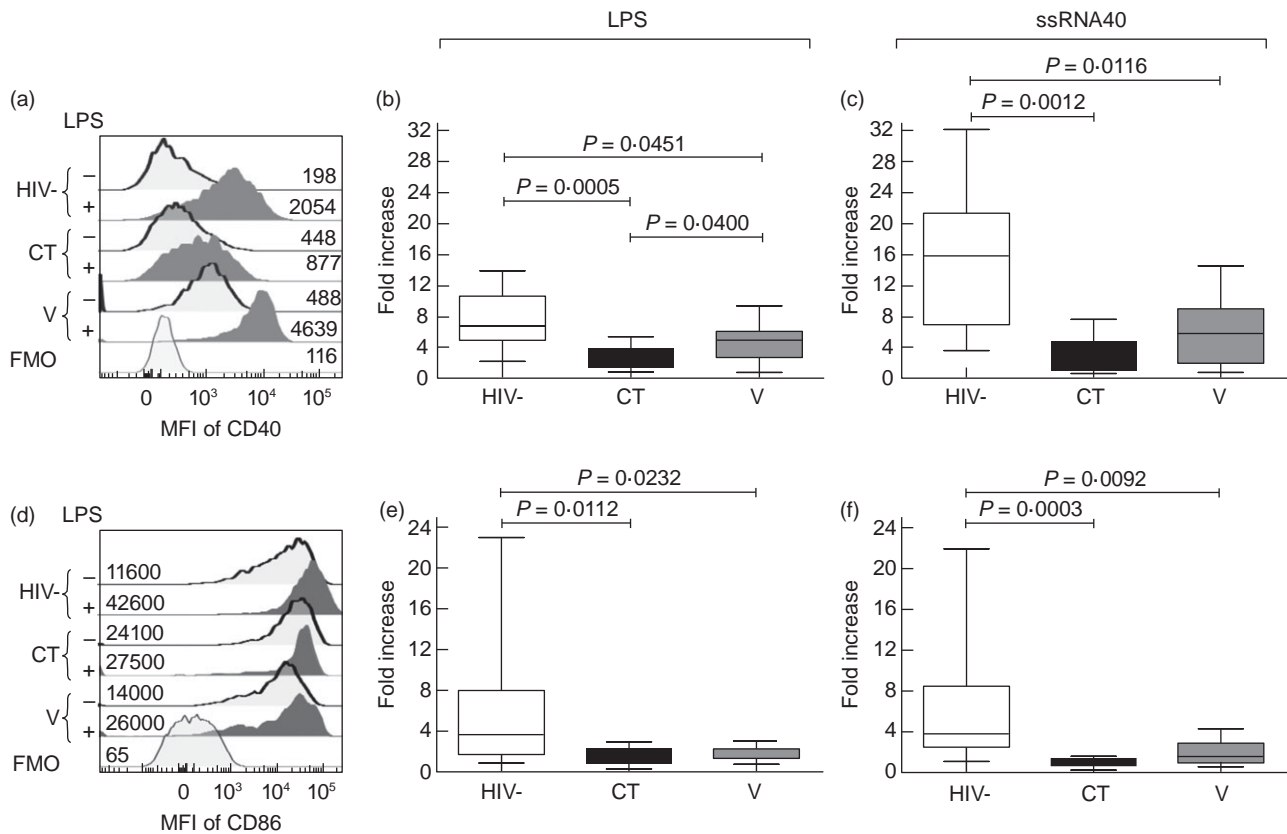 LPS
ssRNA40
(a)
LPS
HIV-
−
198
+
2054
CT
−
448
+
877
V
−
488
+
4639
FMO
116
0 10³ 10⁴ 10⁵
MFI of CD40
(b)
P = 0·0451
P = 0·0005
P = 0·0400
Fold increase
32
28
24
20
16
12
8
4
0
HIV- CT V
(c)
P = 0·0116
P = 0·0012
Fold increase
32
28
24
20
16
12
8
4
0
HIV- CT V
(d)
LPS
HIV-
−
11600
+
42600
CT
−
24100
+
27500
V
−
14000
+
26000
FMO
65
0 10³ 10⁴ 10⁵
MFI of CD86
(e)
P = 0·0232
P = 0·0112
Fold increase
24
20
16
12
8
4
0
HIV- CT V
(f)
P = 0·0092
P = 0·0003
Fold increase
24
20
16
12
8
4
0
HIV- CT V